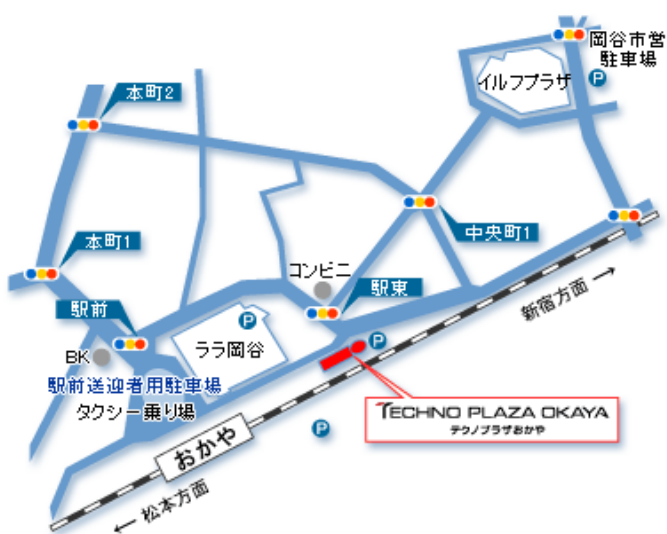 岡谷市営
駐車場
P
イルフプラザ
本町2
中央町1
本町1
コンビニ
駅東
新宿方面 →
駅前
P
P
ララ岡谷
BK
駅前送迎者用駐車場
タクシー乗り場
TECHNO PLAZA OKAYA
テクノプラザおかや
P
おかや
← 松本方面